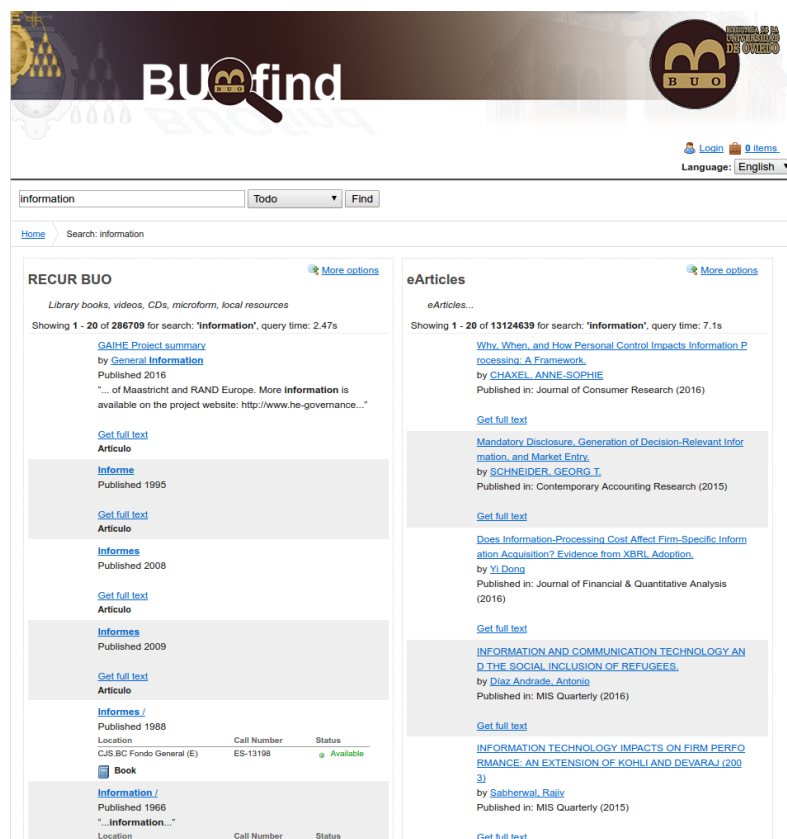 BIBLIOTECA DE LA
UNIVERSIDAD
DE OVIEDO
BUOfind
BUO
B U O
Login 0 items
Language: English
information Todo Find
Home Search: information
RECUR BUO
More options
Library books, videos, CDs, microform, local resources
Showing 1 - 20 of 286709 for search: 'information', query time: 2.47s
GAIHE Project summary
by General Information
Published 2016
"... of Maastricht and RAND Europe. More information is
available on the project website: http://www.he-governance..."
Get full text
Artículo
Informe
Published 1995
Get full text
Artículo
Informes
Published 2008
Get full text
Artículo
Informes
Published 2009
Get full text
Artículo
Informes /
Published 1988
Location Call Number Status
CJS.BC Fondo General (E) ES-13198 Available
Book
Information /
Published 1966
"...information..."
Location Call Number Status
eArticles
More options
eArticles...
Showing 1 - 20 of 13124639 for search: 'information', query time: 7.1s
Why, When, and How Personal Control Impacts Information P
rocessing: A Framework.
by CHAXEL, ANNE-SOPHIE
Published in: Journal of Consumer Research (2016)
Get full text
Mandatory Disclosure, Generation of Decision-Relevant Infor
mation, and Market Entry.
by SCHNEIDER, GEORG T.
Published in: Contemporary Accounting Research (2015)
Get full text
Does Information-Processing Cost Affect Firm-Specific Inform
ation Acquisition? Evidence from XBRL Adoption.
by Yi Dong
Published in: Journal of Financial & Quantitative Analysis
(2016)
Get full text
INFORMATION AND COMMUNICATION TECHNOLOGY AN
D THE SOCIAL INCLUSION OF REFUGEES.
by Díaz Andrade, Antonio
Published in: MIS Quarterly (2016)
Get full text
INFORMATION TECHNOLOGY IMPACTS ON FIRM PERFO
RMANCE: AN EXTENSION OF KOHLI AND DEVARAJ (200
3)
by Sabherwal, Rajiv
Published in: MIS Quarterly (2015)
Get full text